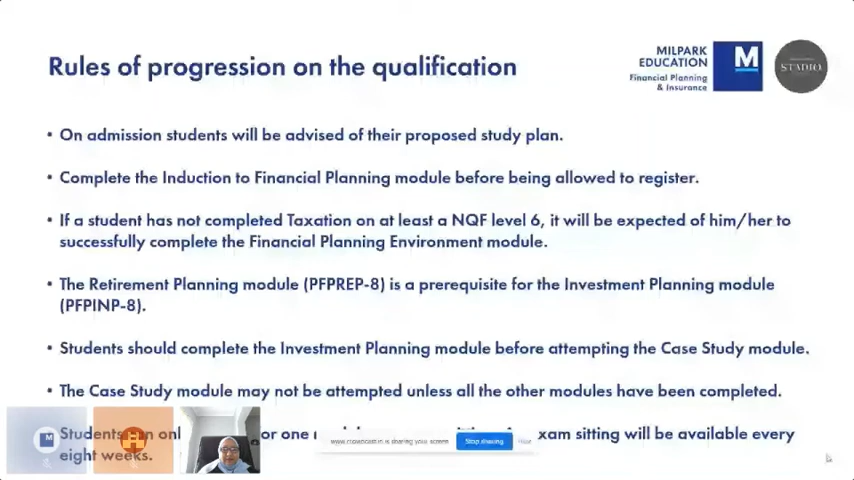 Rules of progression on the qualification
MILPARK
EDUCATION
Financial Planning
& Insurance
M
STADIO
• On admission students will be advised of their proposed study plan.
• Complete the Induction to Financial Planning module before being allowed to register.
• If a student has not completed Taxation on at least a NQF level 6, it will be expected of him/her to
successfully complete the Financial Planning Environment module.
• The Retirement Planning module (PFPREP-8) is a prerequisite for the Investment Planning module
(PFPINP-8).
• Students should complete the Investment Planning module before attempting the Case Study module.
• The Case Study module may not be attempted unless all the other modules have been completed.
Students or one exam sitting will be available every
eight weeks.
M
is sharing your screen
Stop sharing
Hide